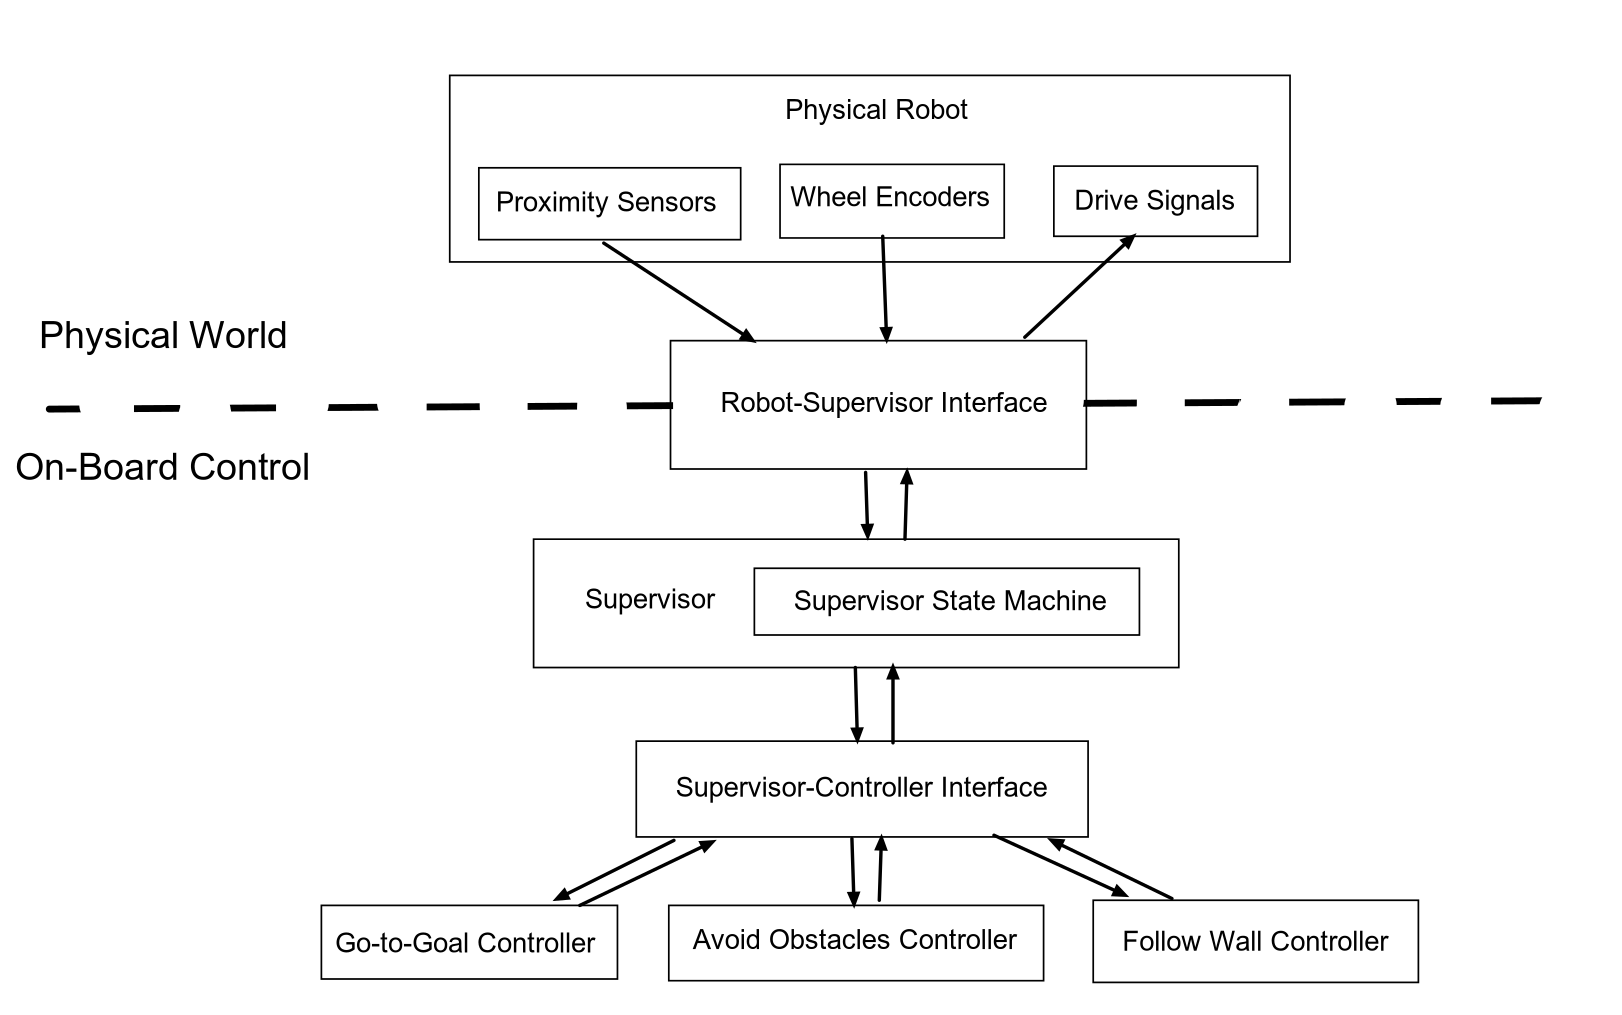 Physical Robot
Proximity Sensors
Wheel Encoders
Drive Signals
Physical World
Robot-Supervisor Interface
On-Board Control
Supervisor
Supervisor State Machine
Supervisor-Controller Interface
Go-to-Goal Controller
Avoid Obstacles Controller
Follow Wall Controller